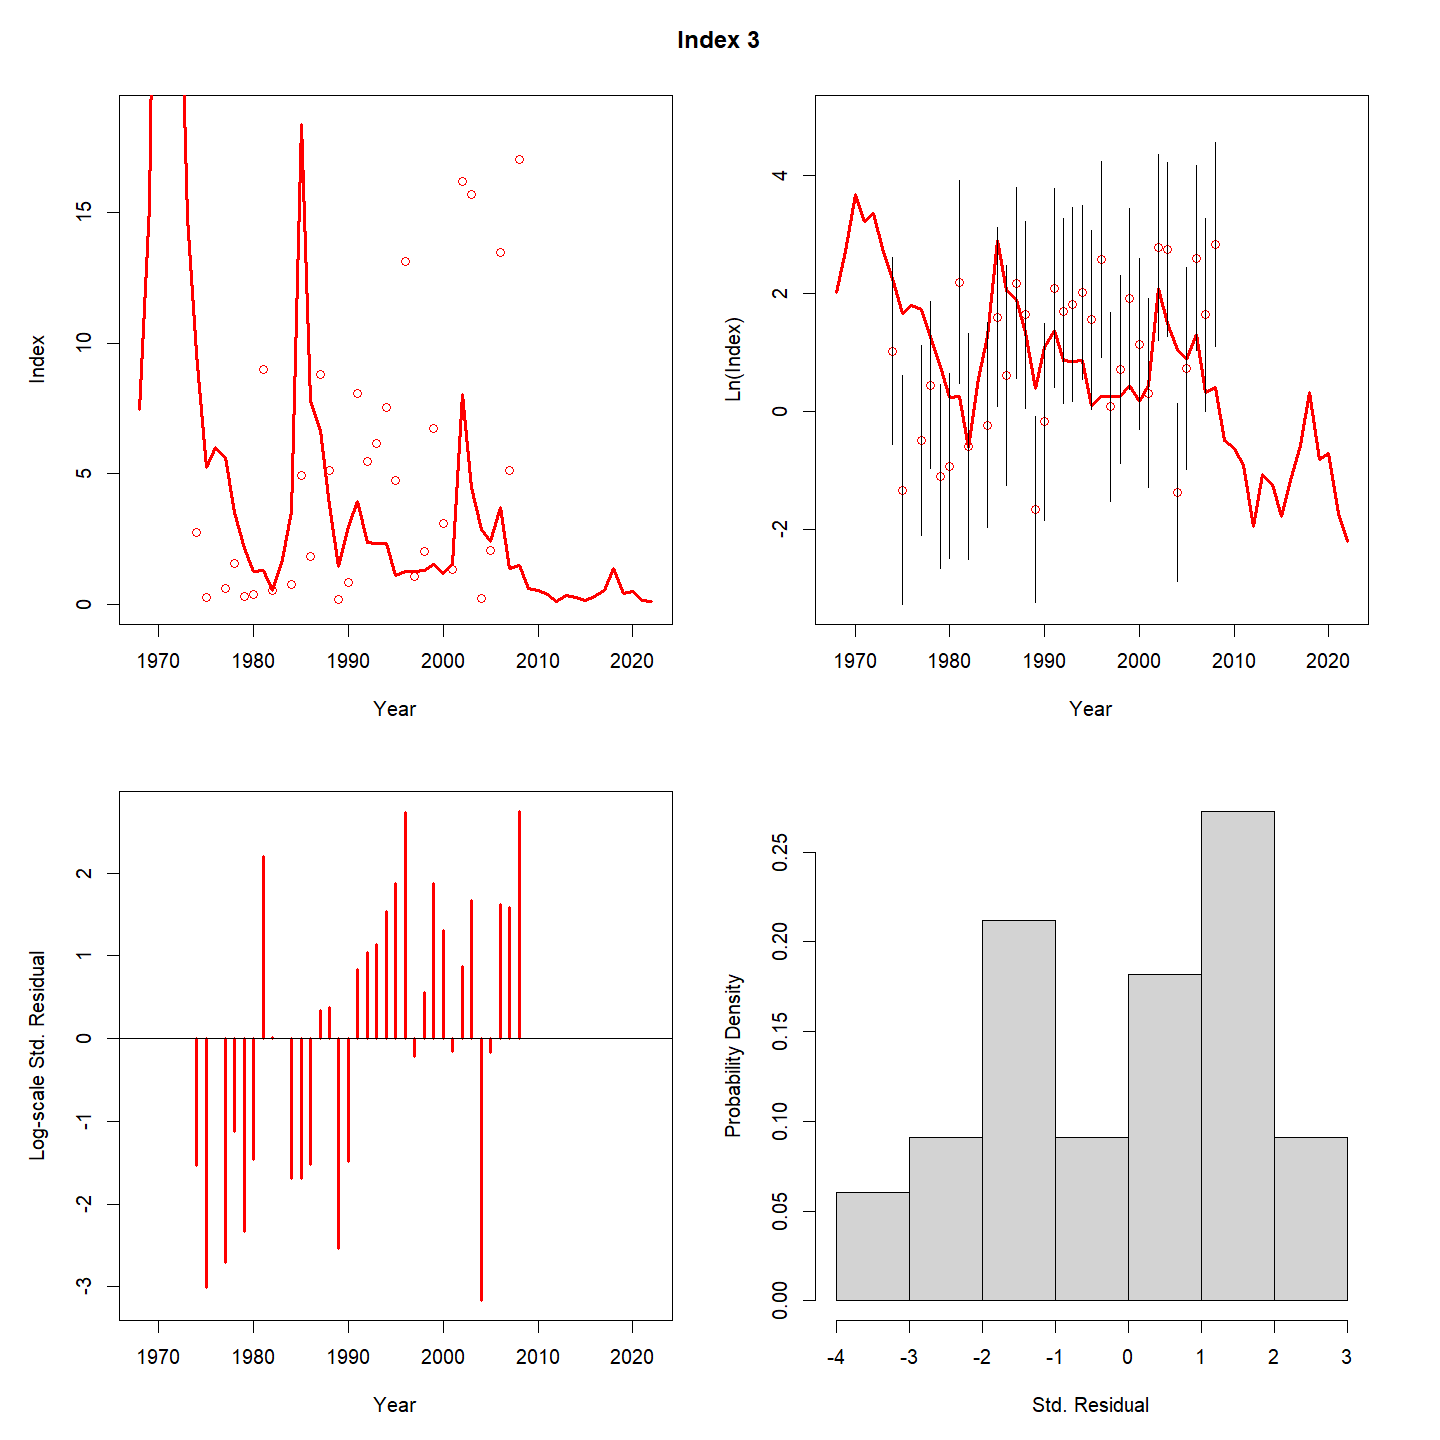 Index 3
Index
0 5 10 15
1970 1980 1990 2000 2010 2020
Year
Ln(Index)
-2 0 2 4
1970 1980 1990 2000 2010 2020
Year
Log-scale Std. Residual
-3 -2 -1 0 1 2
1970 1980 1990 2000 2010 2020
Year
Probability Density
0.00 0.05 0.10 0.15 0.20 0.25
-4 -3 -2 -1 0 1 2 3
Std. Residual